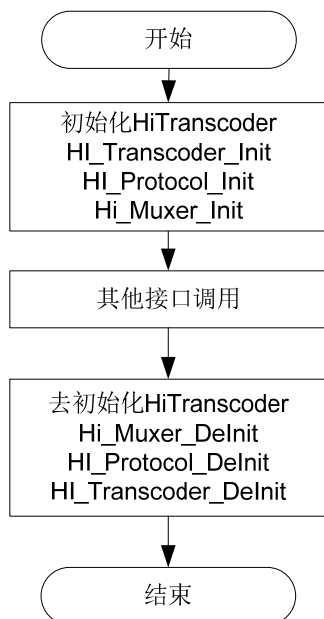 开始
初始化HiTranscoder
HI_Transcoder_Init
HI_Protocol_Init
Hi_Muxer_Init
其他接口调用
去初始化HiTranscoder
Hi_Muxer_DeInit
HI_Protocol_DeInit
HI_Transcoder_DeInit
结束